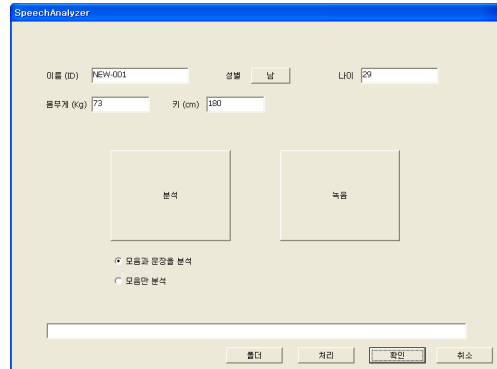 SpeechAnalyzer
이름 (ID) NEW-001 성별 남 나이 29
몸무게 (Kg) 73 키 (cm) 180
분석 녹음
모음과 문장을 분석
모음만 분석
폴더 처리 확인 취소